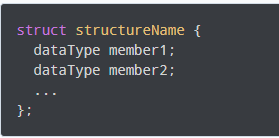 struct structureName {
  dataType member1;
  dataType member2;
  ...
};